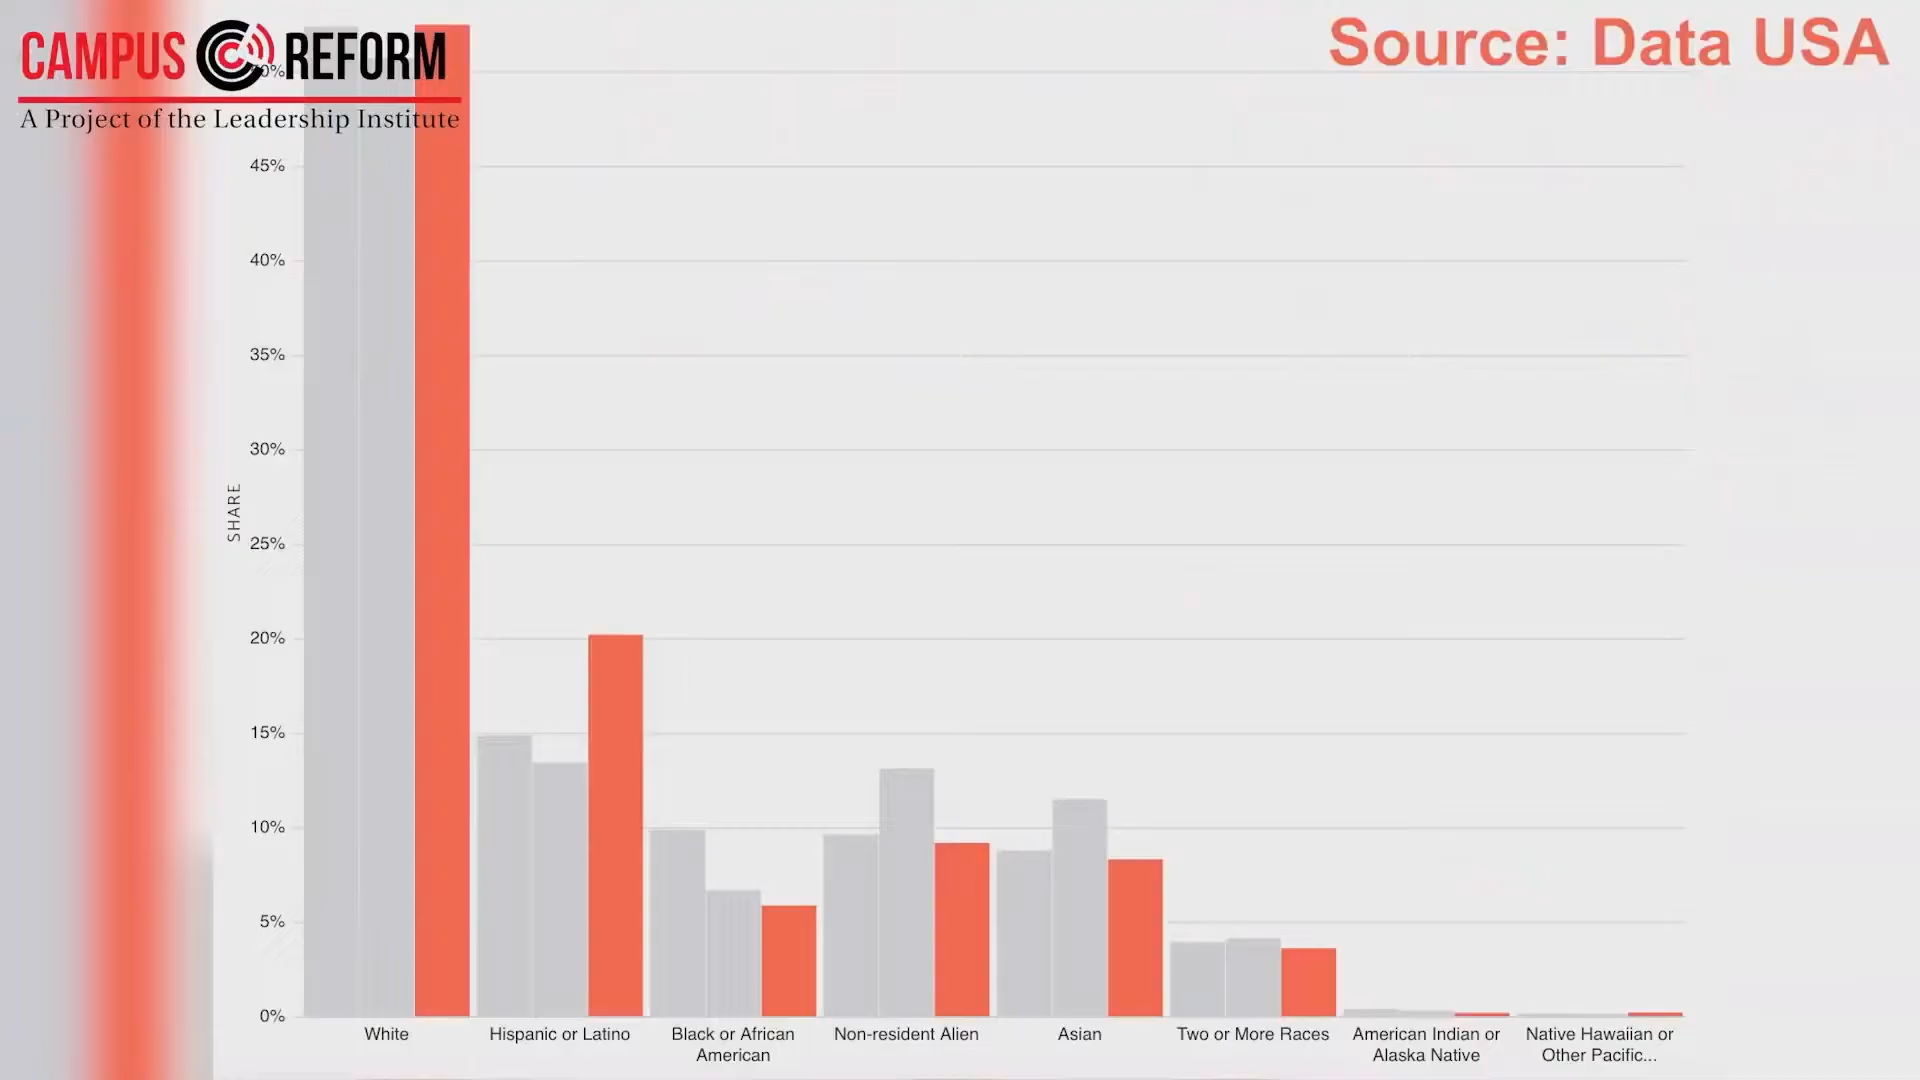 CAMPUS REFORM
A Project of the Leadership Institute
Source: Data USA
45%
40%
35%
30%
25%
20%
15%
10%
5%
0%
SHARE
White
Hispanic or Latino
Black or African
American
Non-resident Alien
Asian
Two or More Races
American Indian or
Alaska Native
Native Hawaiian or
Other Pacific...